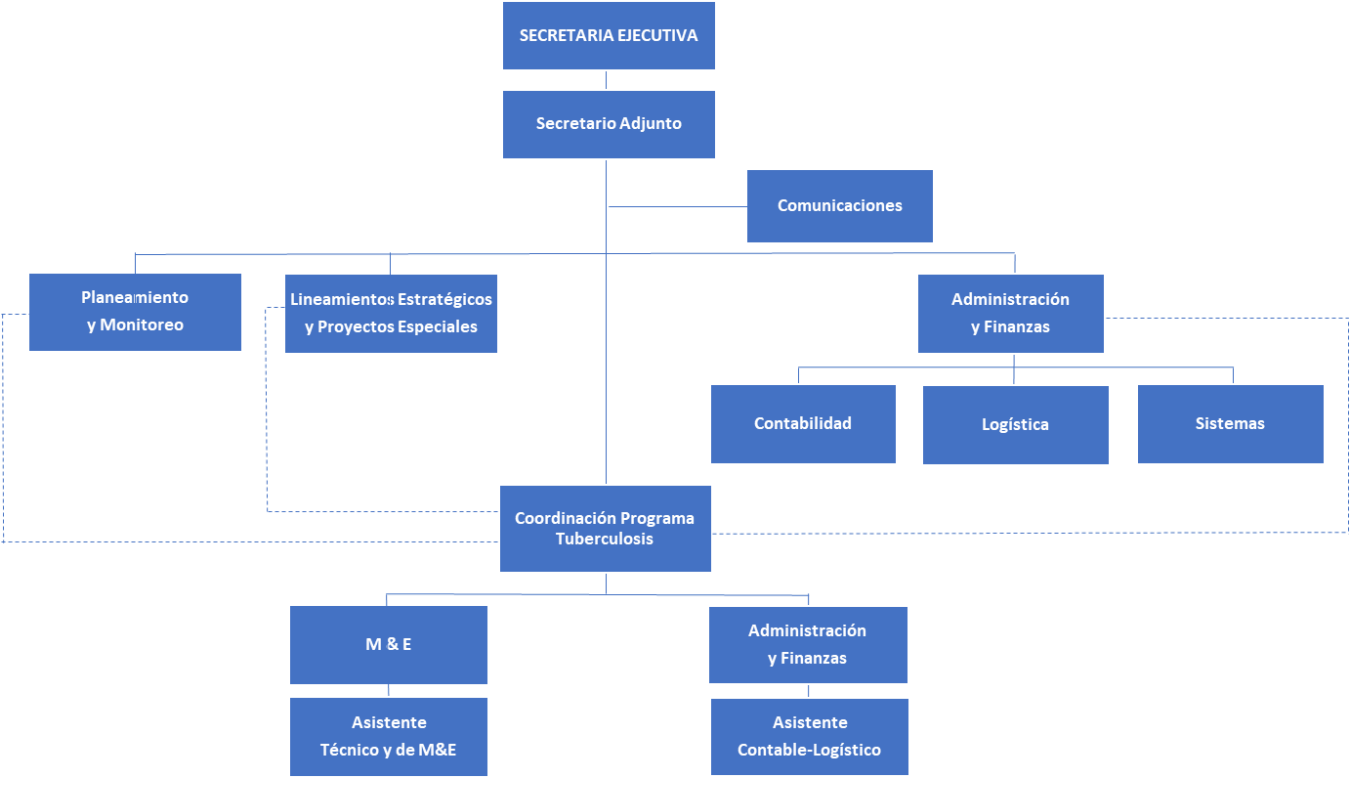 SECRETARIA EJECUTIVA
Secretario Adjunto
Comunicaciones
Planeamiento
y Monitoreo
Lineamientos Estratégicos
y Proyectos Especiales
Administración
y Finanzas
Contabilidad
Logística
Sistemas
Coordinación Programa
Tuberculosis
M & E
Administración
y Finanzas
Asistente
Técnico y de M&E
Asistente
Contable-Logístico